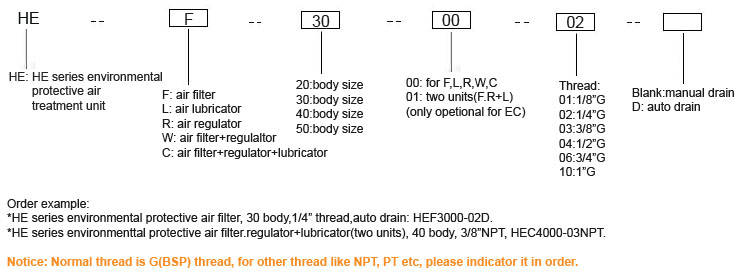 HE -- F -- 30 -- 00 -- 02 --
HE: HE series environmental
protective air
treatment unit
F: air filter
L: air lubricator
R: air regulator
W: air filter+regulaltor
C: air filter+regulator+lubricator
20:body size
30:body size
40:body size
50:body size
00: for F,L,R,W,C
01: two units(F.R+L)
(only opetional for EC)
Thread:
01:1/8”G
02:1/4”G
03:3/8”G
04:1/2”G
06:3/4”G
10:1”G
Blank:manual drain
D: auto drain
Order example:
*HE series environmental protective air filter, 30 body,1/4” thread,auto drain: HEF3000-02D.
*HE series environmenttal protective air filter.regulator+lubricator(two units), 40 body, 3/8”NPT, HEC4000-03NPT.
Notice: Normal thread is G(BSP) thread, for other thread like NPT, PT etc, please indicator it in order.